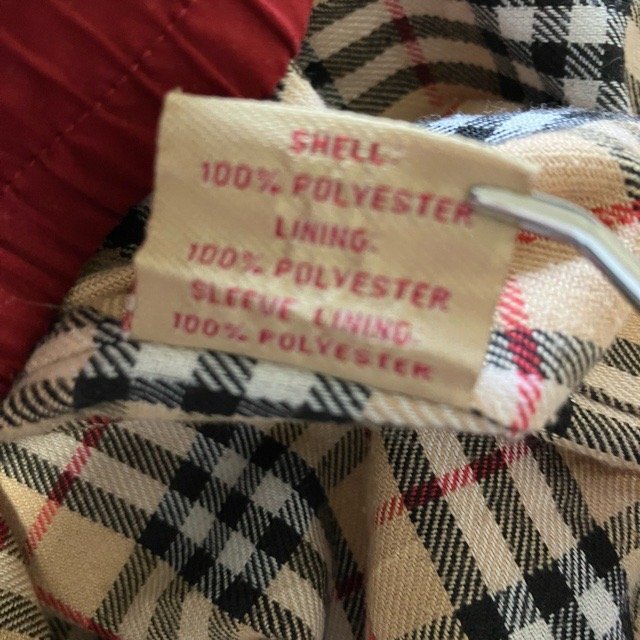 SHELL.
100% POLYESTER
LINING.
100% POLYESTER
SLEEVE LINING.
100% POLYESTER